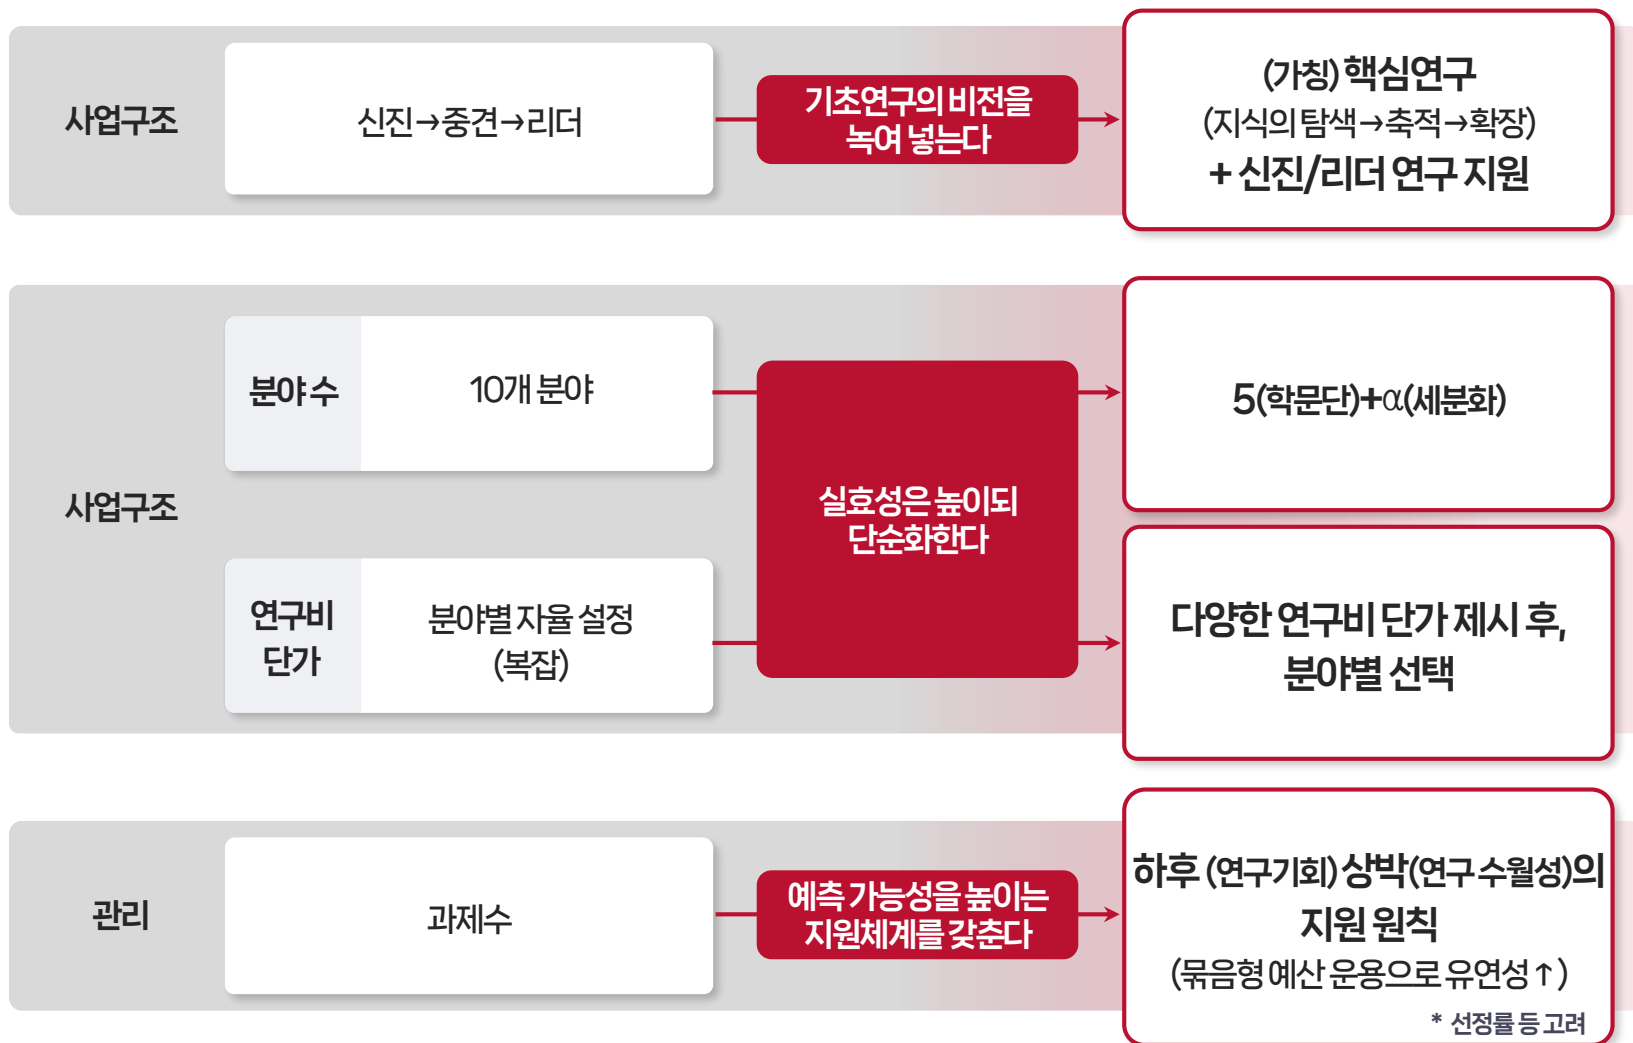 사업구조
신진→중견→리더
기초연구의 비전을
녹여 넣는다
(가칭) 핵심연구
(지식의 탐색→축적→확장)
+ 신진/리더 연구 지원
사업구조
분야 수
10개 분야
실효성은 높이되
단순화한다
5(학문단)+α(세분화)
연구비
단가
분야별 자율 설정
(복잡)
다양한 연구비 단가 제시 후,
분야별 선택
관리
과제수
예측 가능성을 높이는
지원체계를 갖춘다
하후 (연구기회) 상박(연구 수월성)의
지원 원칙
(묶음형 예산 운용으로 유연성↑)
* 선정률 등 고려